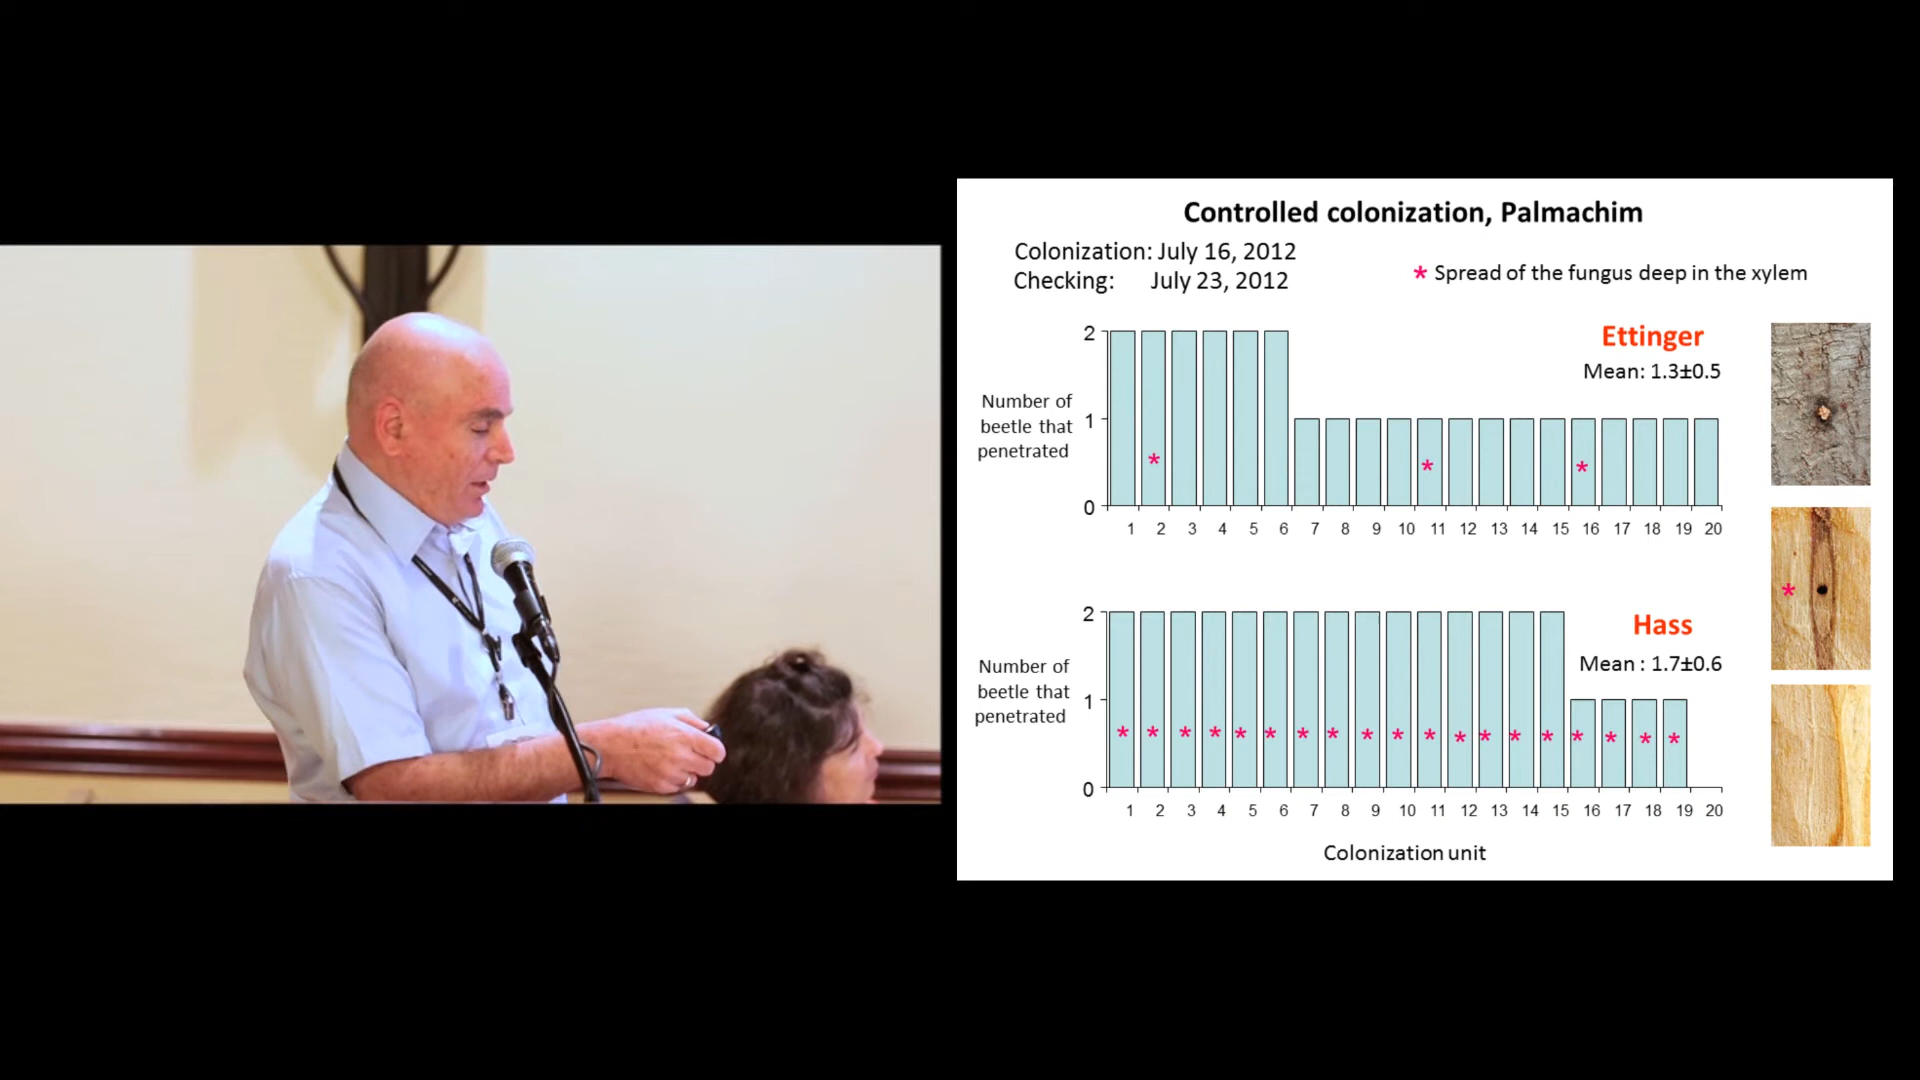 Controlled colonization, Palmachim
Colonization: July 16, 2012
Checking: July 23, 2012
* Spread of the fungus deep in the xylem
Ettinger
Mean: 1.3±0.5
Number of
beetle that
penetrated
2
1
0
* * *
1 2 3 4 5 6 7 8 9 10 11 12 13 14 15 16 17 18 19 20
Hass
Mean : 1.7±0.6
Number of
beetle that
penetrated
2
1
0
* * * * * * * * * * * * * * * * * * *
1 2 3 4 5 6 7 8 9 10 11 12 13 14 15 16 17 18 19 20
Colonization unit
*